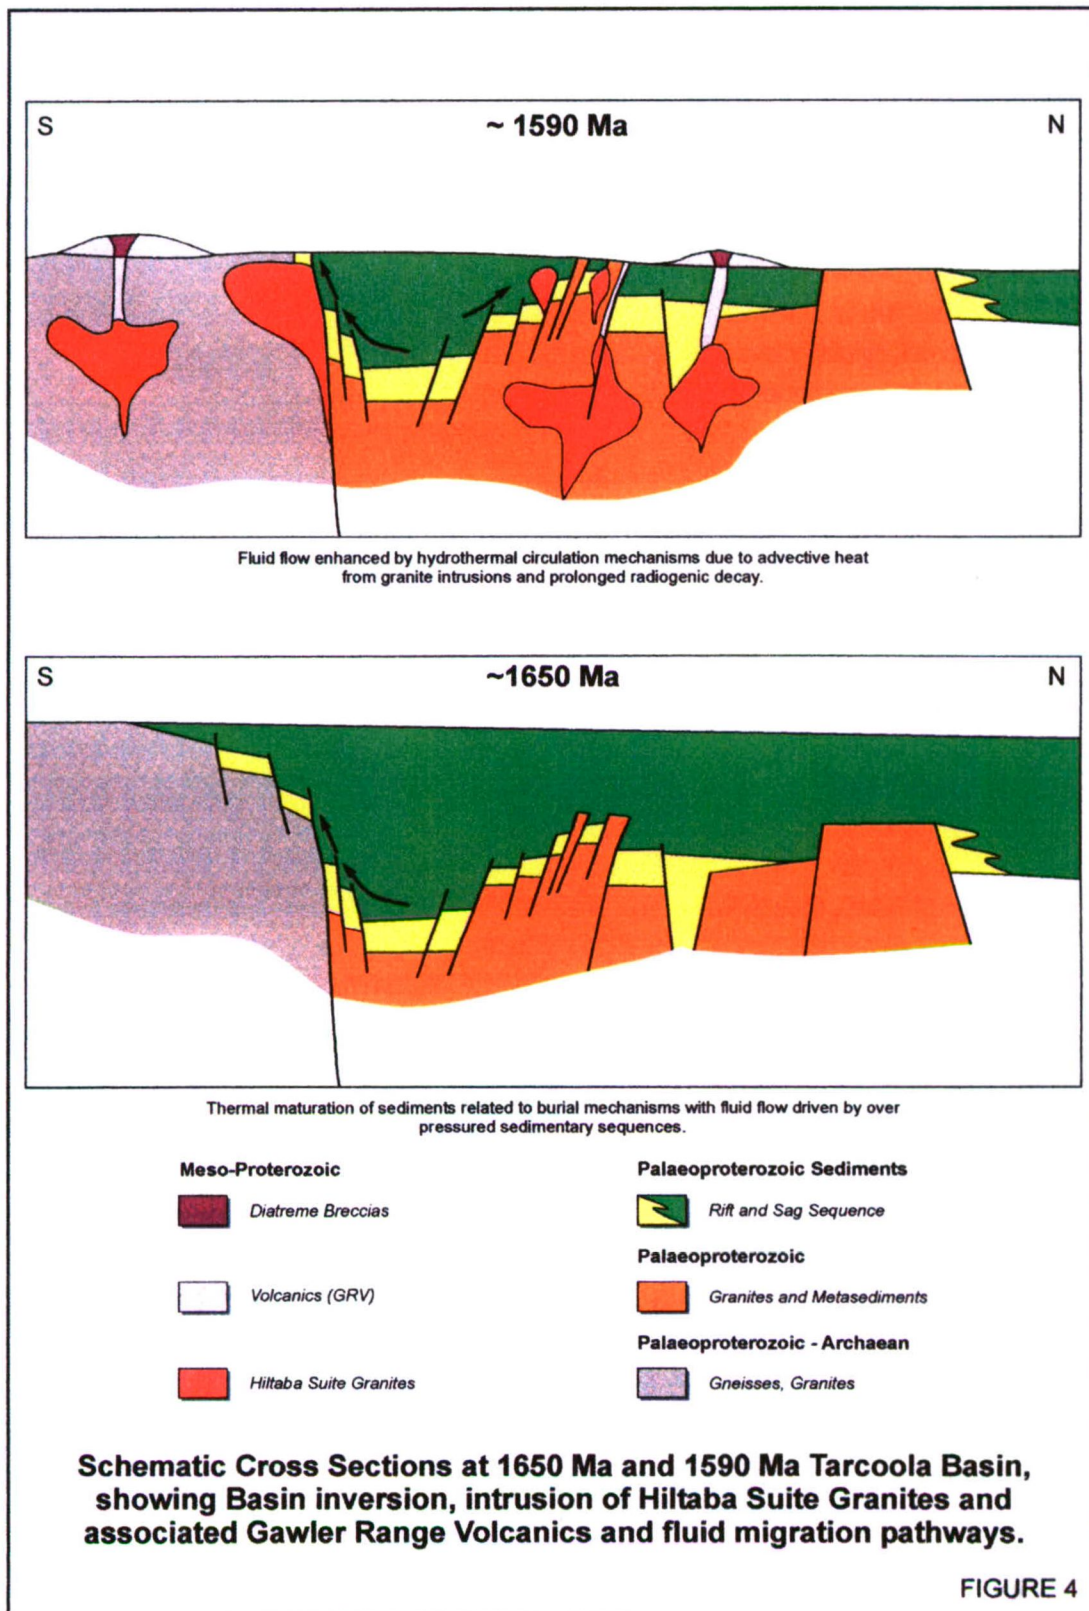 S ~ 1590 Ma N
Fluid flow enhanced by hydrothermal circulation mechanisms due to advective heat
from granite intrusions and prolonged radiogenic decay.
S ~1650 Ma N
Thermal maturation of sediments related to burial mechanisms with fluid flow driven by over
pressured sedimentary sequences.
Meso-Proterozoic
Diatreme Breccias
Volcanics (GRV)
Hiltaba Suite Granites
Palaeoproterozoic Sediments
Rift and Sag Sequence
Palaeoproterozoic
Granites and Metasediments
Palaeoproterozoic - Archaean
Gneisses, Granites
Schematic Cross Sections at 1650 Ma and 1590 Ma Tarcoola Basin,
showing Basin inversion, intrusion of Hiltaba Suite Granites and
associated Gawler Range Volcanics and fluid migration pathways.
FIGURE 4